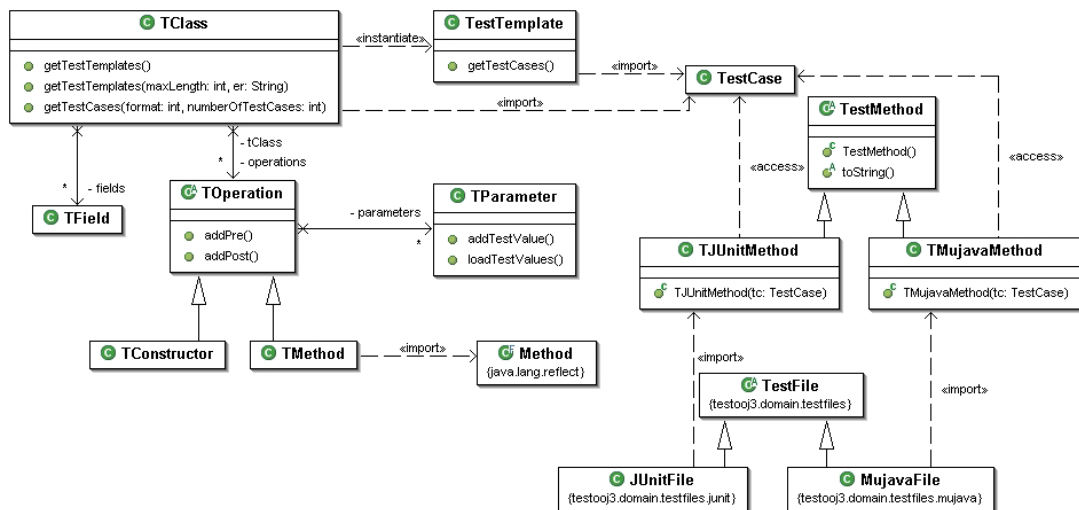 TClass
getTestTemplates()
getTestTemplates(maxLength: int, er: String)
getTestCases(format: int, numberOfTestCases: int)
«instantiate»
TestTemplate
getTestCases()
«import»
«import»
TestCase
TestMethod
TestMethod()
toString()
«access»
«access»
- tClass
* - operations
* - fields
TField
TOperation
addPre()
addPost()
- parameters
*
TParameter
addTestValue()
loadTestValues()
TJUnitMethod
TJUnitMethod(tc: TestCase)
TMujavaMethod
TMujavaMethod(tc: TestCase)
TConstructor
TMethod
«import»
Method
{java.lang.reflect}
«import»
TestFile
{testooj3.domain.testfiles}
«import»
JUnitFile
{testooj3.domain.testfiles.junit}
MujavaFile
{testooj3.domain.testfiles.mujava}